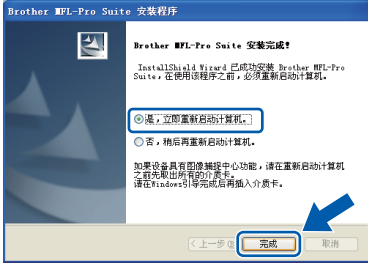 Brother MFL-Pro Suite 安装程序
Brother MFL-Pro Suite 安装完成!
InstallShield Wizard 已成功安装 Brother MFL-Pro
Suite,在使用该程序之前,必须重新启动计算机。
是,立即重新启动计算机。
否,稍后再重新启动计算机。
如果设备具有图像捕捉中心功能,请在重新启动计算机
之前先取出所有的介质卡。
请在Windows引导完成后再插入介质卡。
<上一步(B) 完成 取消